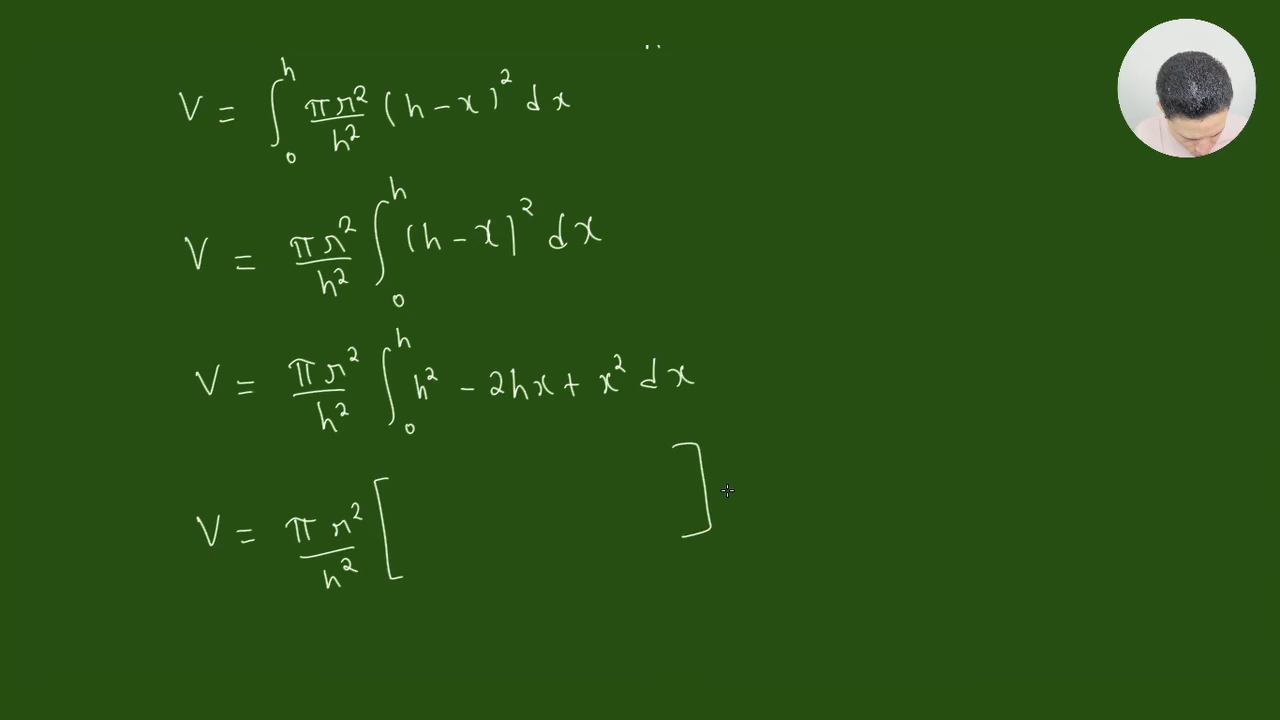 V = ∫₀ʰ πr²/h² (h - x)² dx
V = πr²/h² ∫₀ʰ (h - x)² dx
V = πr²/h² ∫₀ʰ h² - 2hx + x² dx
V = πr²/h² [ ]